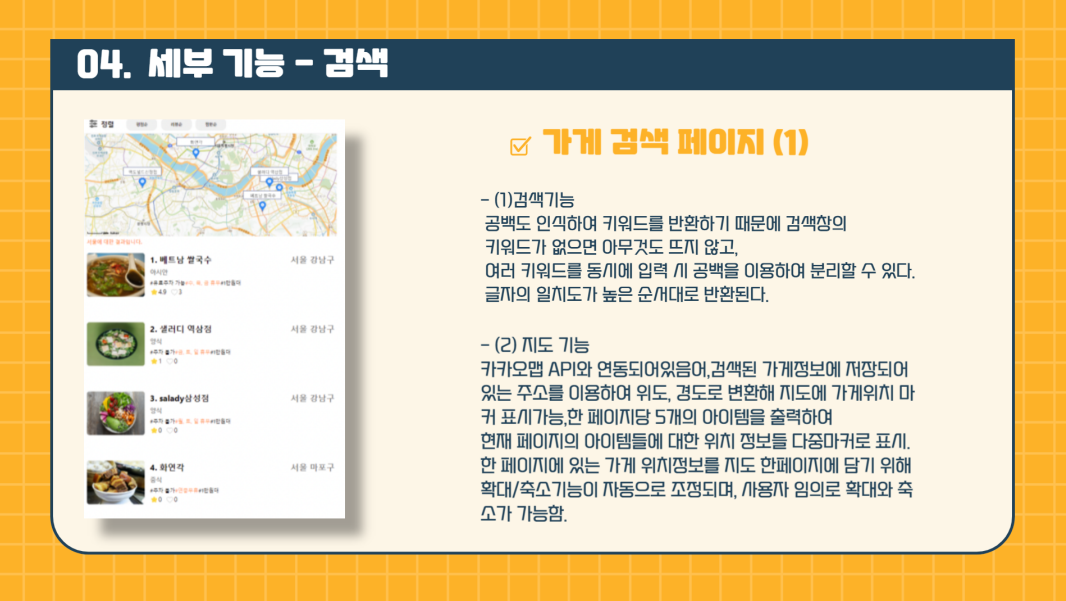 04. 세부 기능 - 검색
정렬
서울에 대한 결과입니다.
1. 베트남 쌀국수
서울 강남구
아시안
4.9 3
2. 샐러디 역삼점
서울 강남구
양식
1 0
3. salady삼성점
서울 강남구
양식
0 0
4. 화연각
서울 마포구
중식
0 0
가게 검색 페이지 (1)
- (1)검색기능
공백도 인식하여 키워드를 반환하기 때문에 검색창의
키워드가 없으면 아무것도 뜨지 않고,
여러 키워드를 동시에 입력 시 공백을 이용하여 분리할 수 있다.
글자의 일치도가 높은 순서대로 반환된다.
- (2) 지도 기능
카카오맵 API와 연동되어있음어,검색된 가게정보에 저장되어
있는 주소를 이용하여 위도, 경도로 변환해 지도에 가게위치 마
커 표시가능,한 페이지당 5개의 아이템을 출력하여
현재 페이지의 아이템들에 대한 위치 정보들 다중마커로 표시.
한 페이지에 있는 가게 위치정보를 지도 한페이지에 담기 위해
확대/축소기능이 자동으로 조정되며, 사용자 임의로 확대와 축
소가 가능함.